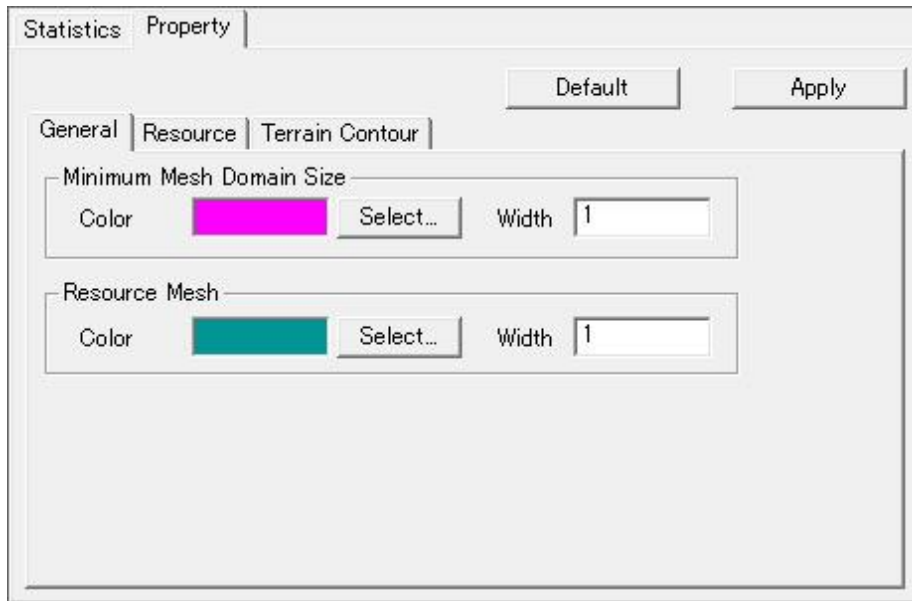 Statistics Property
Default Apply
General Resource Terrain Contour
Minimum Mesh Domain Size
Color Select... Width 1
Resource Mesh
Color Select... Width 1